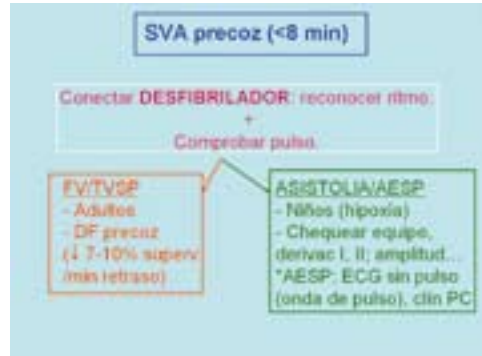 SVA precoz (<8 min)
Conectar DESFIBRILADOR: reconocer ritmo.
+
Comprobar pulso.
FV/TVSP
- Adultos
- DF precoz
(↓ 7-10% superv
/min retraso)
ASISTOLIA/AESP
- Niños (hipoxia)
- Chequear equipo,
derivac I, II; amplitud...
*AESP: ECG sin pulso
(onda de pulso), clín PC